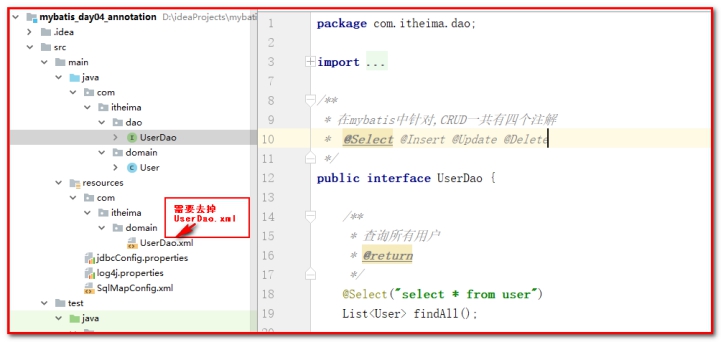 mybatis_day04_annotation D:\ideaProjects\mybatis
.idea
src
main
java
com
itheima
dao
UserDao
domain
User
resources
com
itheima
domain
UserDao.xml
jdbcConfig.properties
log4j.properties
SqlMapConfig.xml
test
java
需要去掉
UserDao.xml
1 package com.itheima.dao;
2
3 import ...
8 /**
9 * 在mybatis中针对,CRUD一共有四个注解
10 * @Select @Insert @Update @Delete
11 */
12 public interface UserDao {
13
14 /**
15 * 查询所有用户
16 * @return
17 */
18 @Select("select * from user")
19 List<User> findAll();